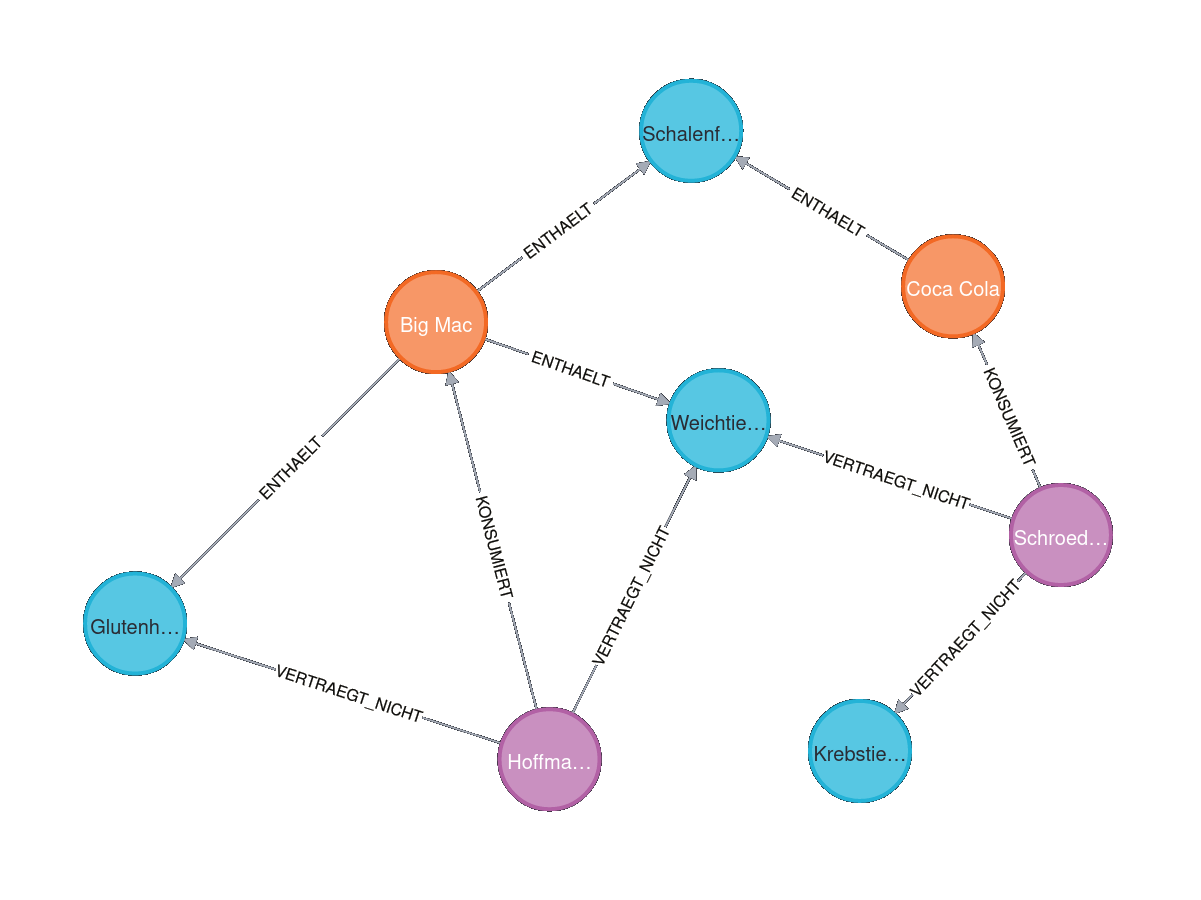 Schalenf…
ENTHAELT
ENTHAELT
Coca Cola
Big Mac
ENTHAELT
KONSUMIERT
Weichtie…
ENTHAELT
VERTRAEGT_NICHT
KONSUMIERT
Schroed…
VERTRAEGT_NICHT
Glutenh…
VERTRAEGT_NICHT
VERTRAEGT_NICHT
Hoffma…
Krebstie…